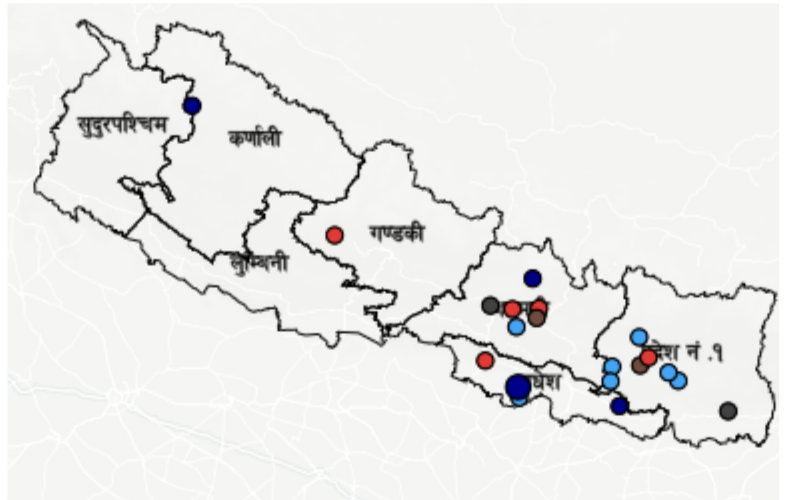 सुदुरपश्चिम
कर्णाली
गण्डकी
लुम्बिनी
नं .१